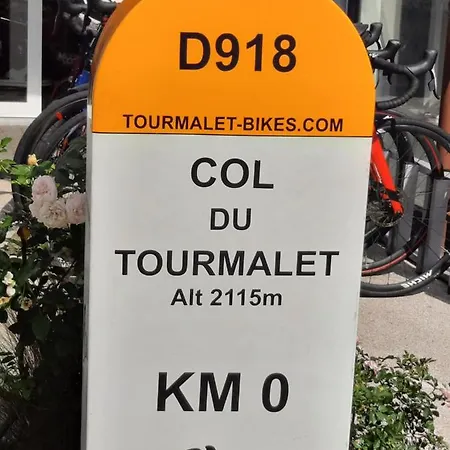 D918
TOURMALET-BIKES.COM
COL
DU
TOURMALET
Alt 2115m
KM 0